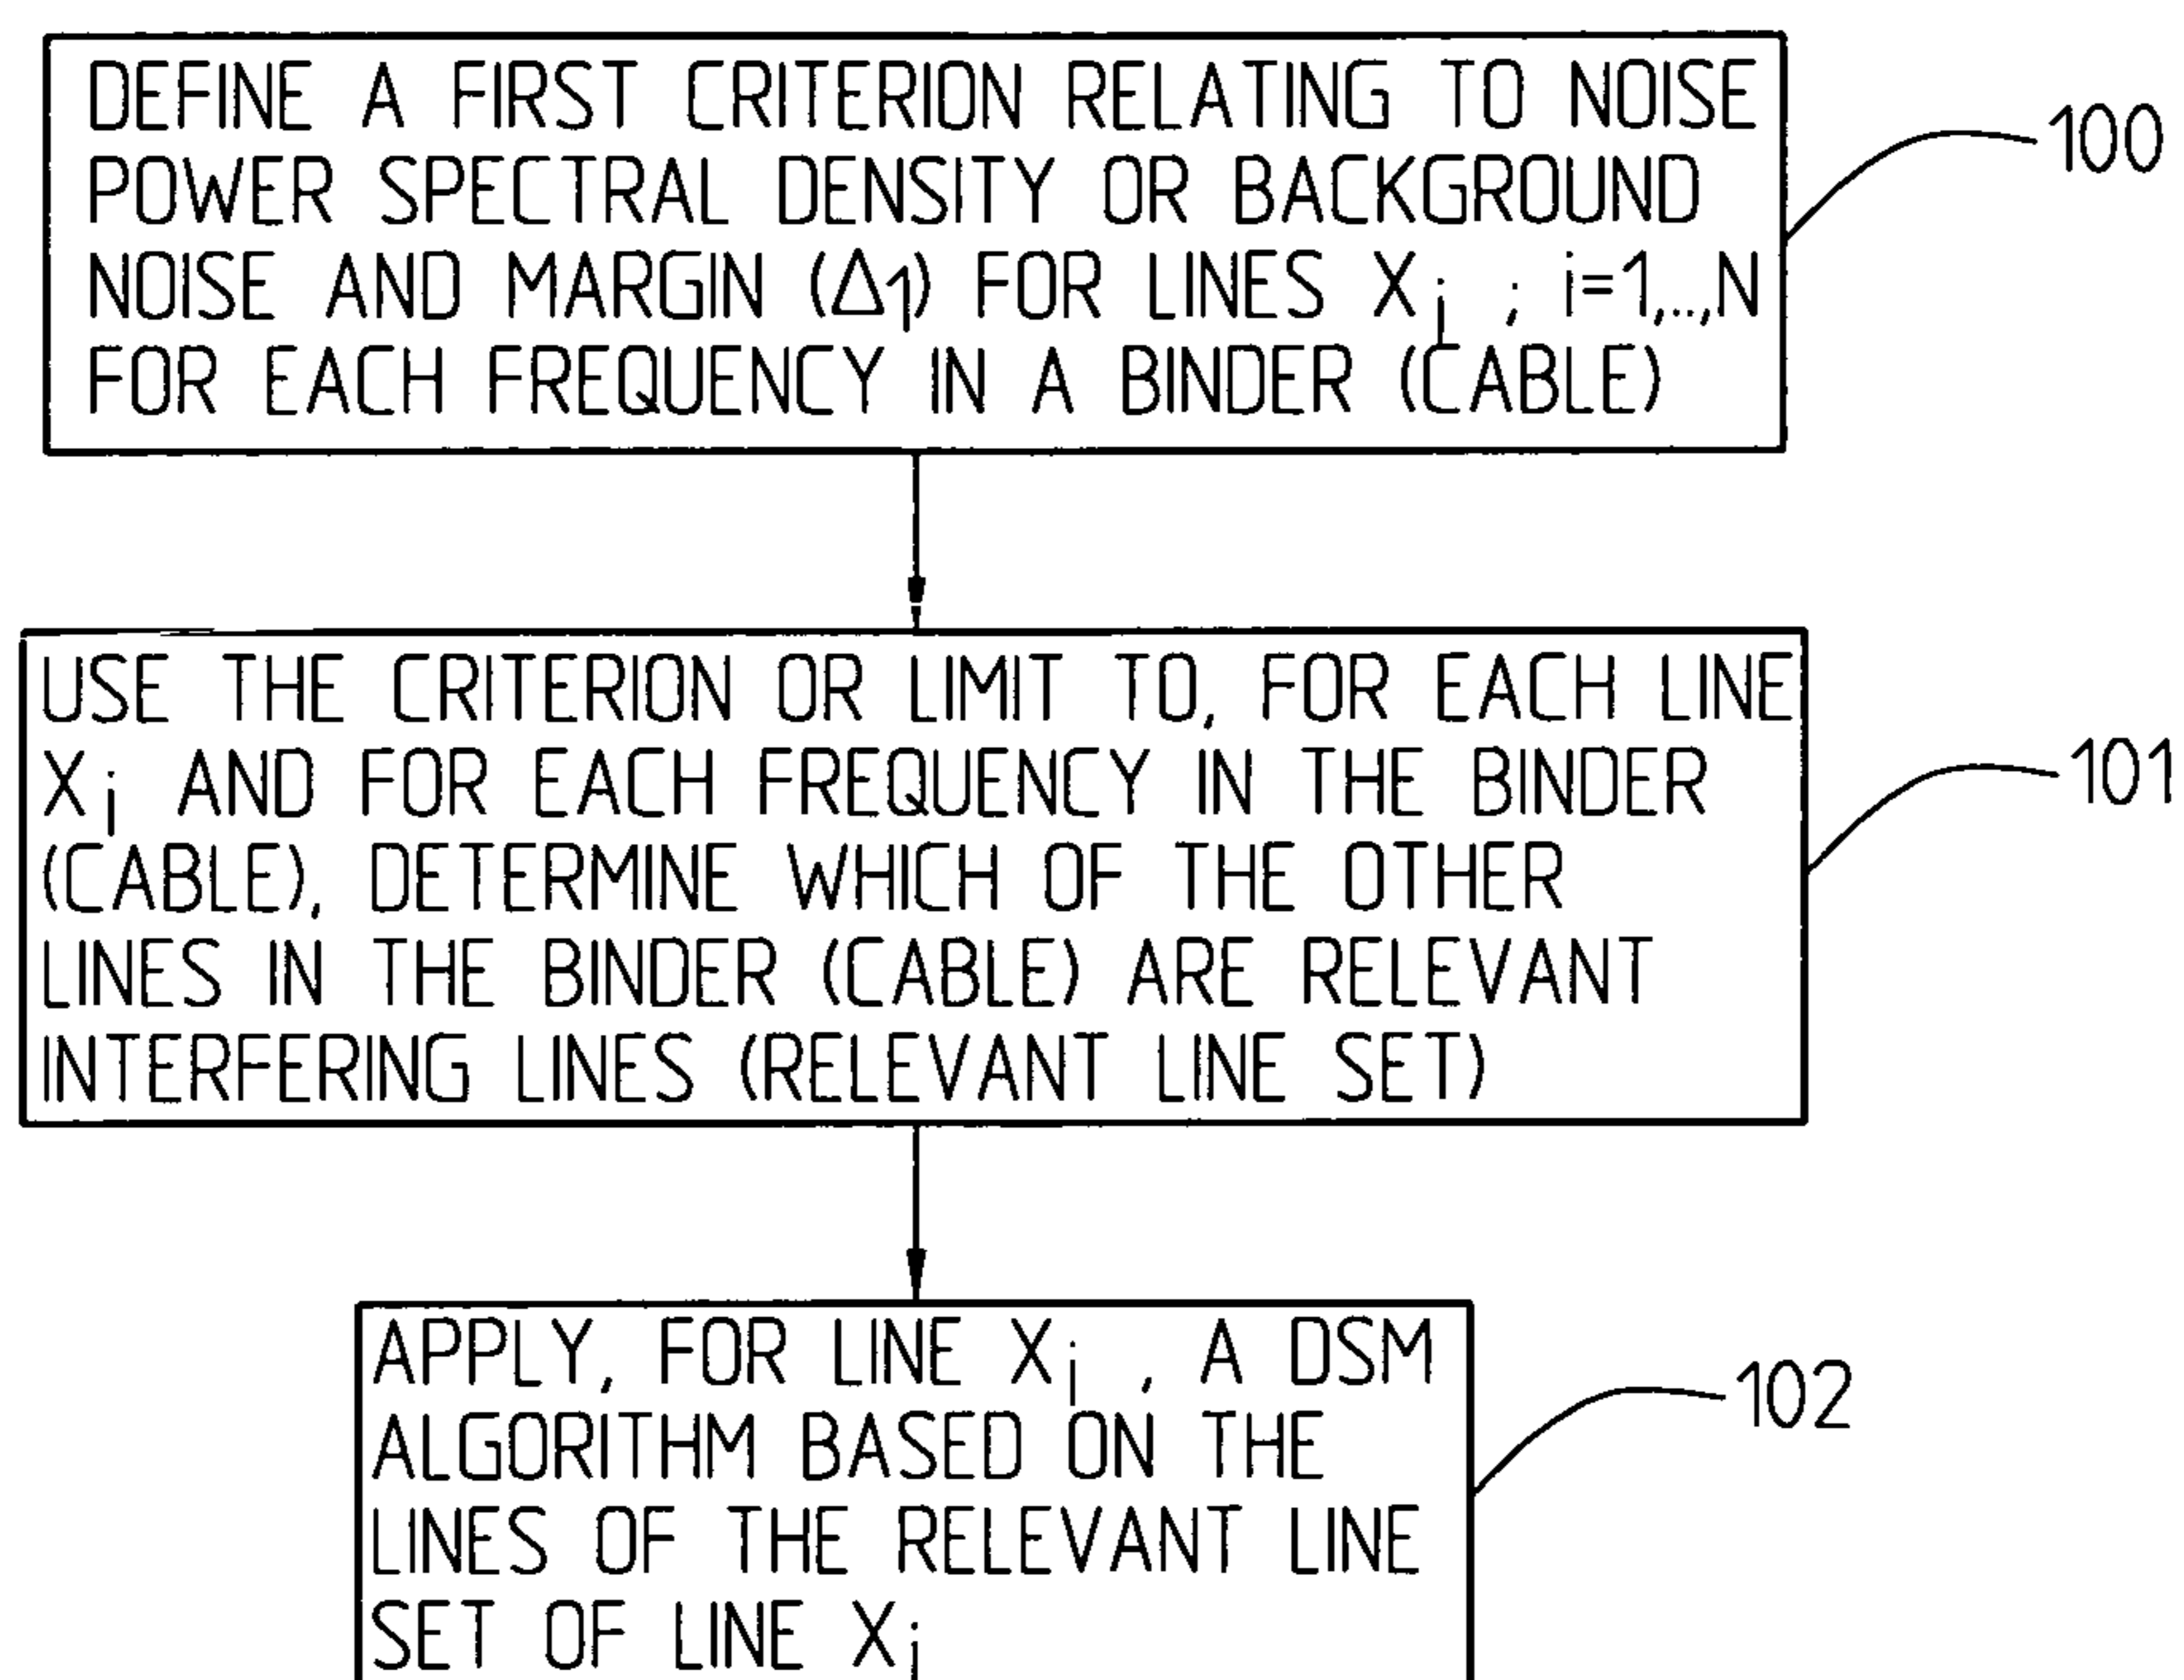 DEFINE A FIRST CRITERION RELATING TO NOISE
POWER SPECTRAL DENSITY OR BACKGROUND
NOISE AND MARGIN (Δ1) FOR LINES Xi ; i=1,..,N
FOR EACH FREQUENCY IN A BINDER (CABLE)
100
USE THE CRITERION OR LIMIT TO, FOR EACH LINE
Xi AND FOR EACH FREQUENCY IN THE BINDER
(CABLE), DETERMINE WHICH OF THE OTHER
LINES IN THE BINDER (CABLE) ARE RELEVANT
INTERFERING LINES (RELEVANT LINE SET)
101
APPLY, FOR LINE Xi , A DSM
ALGORITHM BASED ON THE
LINES OF THE RELEVANT LINE
SET OF LINE Xi
102